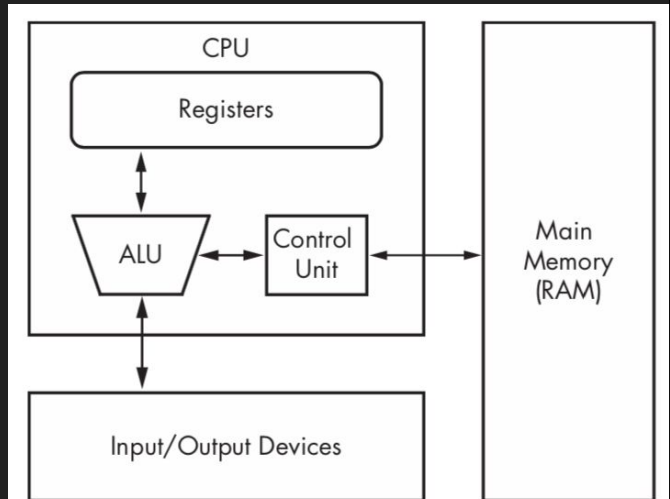 CPU
Registers
ALU
Control
Unit
Main
Memory
(RAM)
Input/Output Devices